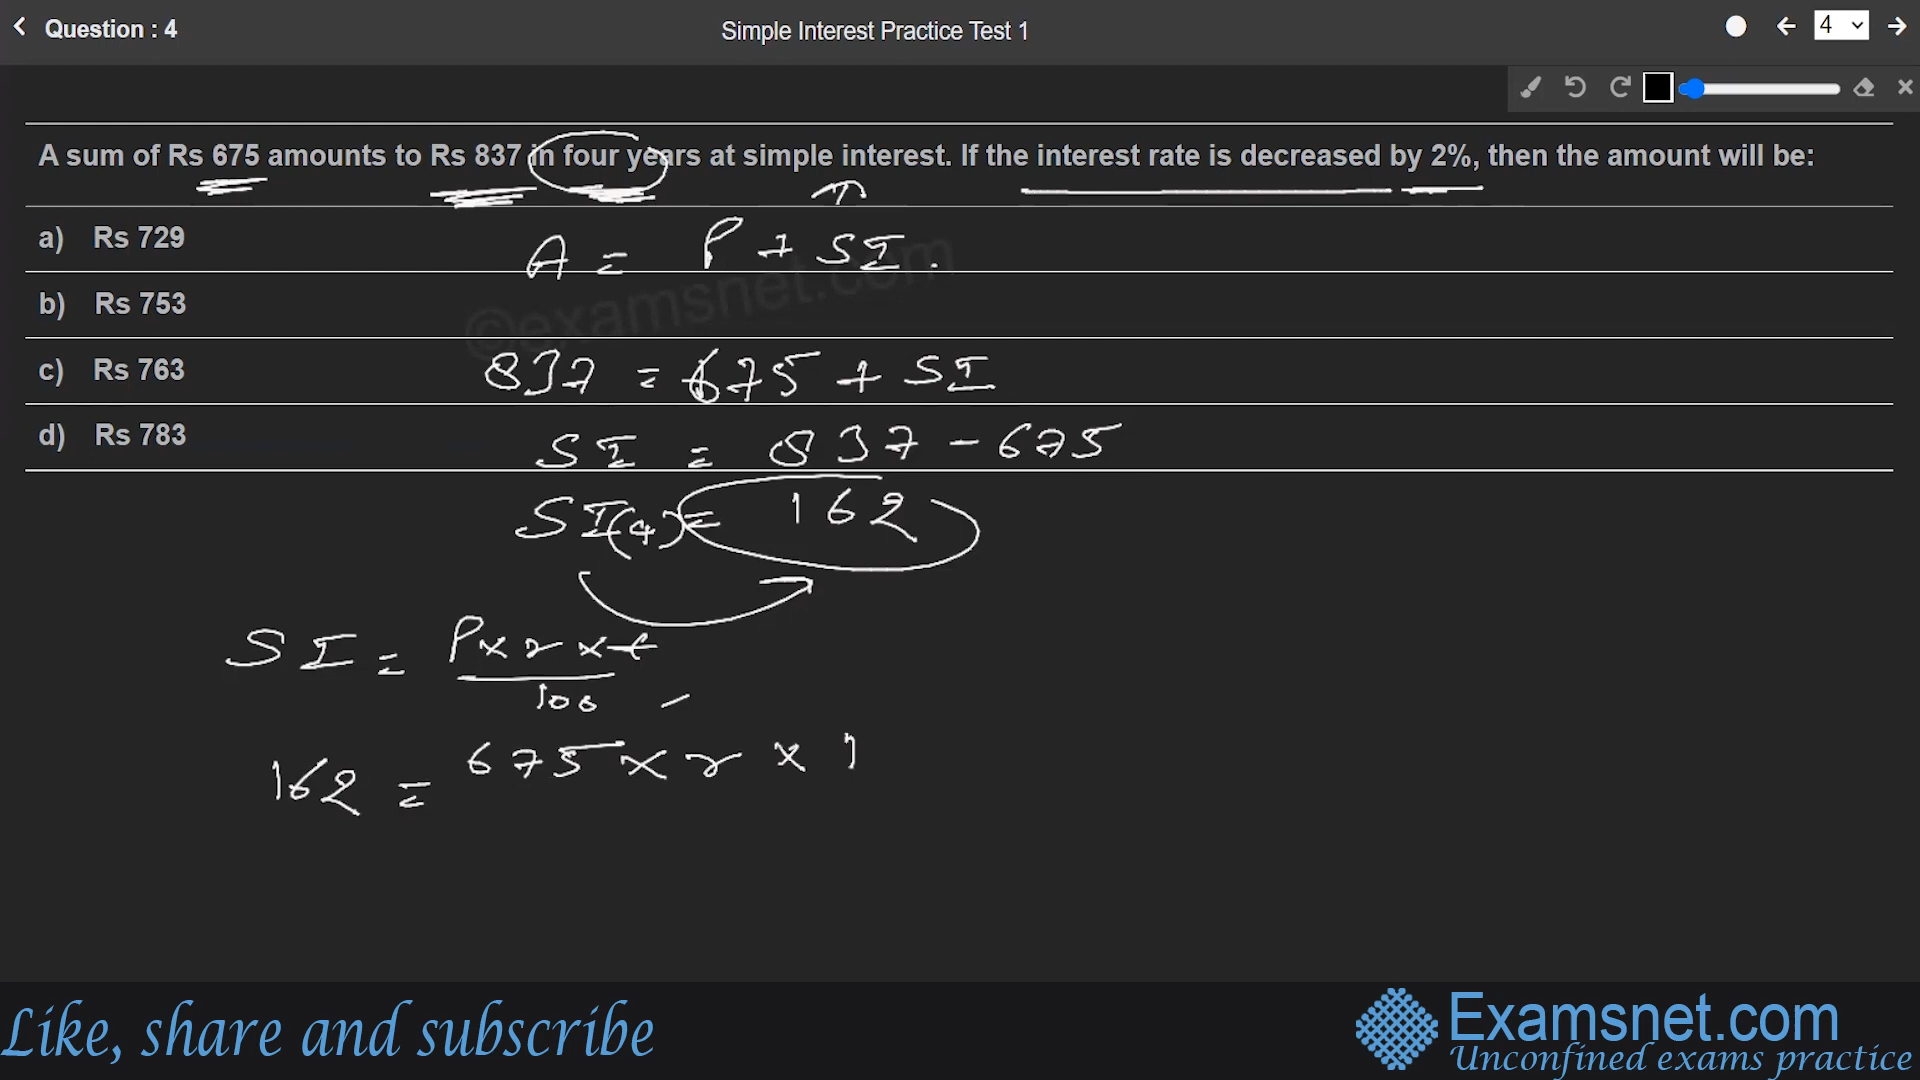 Question : 4
Simple Interest Practice Test 1
4
A sum of Rs 675 amounts to Rs 837 in four years at simple interest. If the interest rate is decreased by 2%, then the amount will be:
a) Rs 729
A = P + SI .
b) Rs 753
©examsnet.com
c) Rs 763
837 = 675 + SI
d) Rs 783
SI = 837 - 675
SI(4) = 162
SI = P x r x t
100
162 = 675 x r x 1
Like, share and subscribe
Examsnet.com
Unconfined exams practice